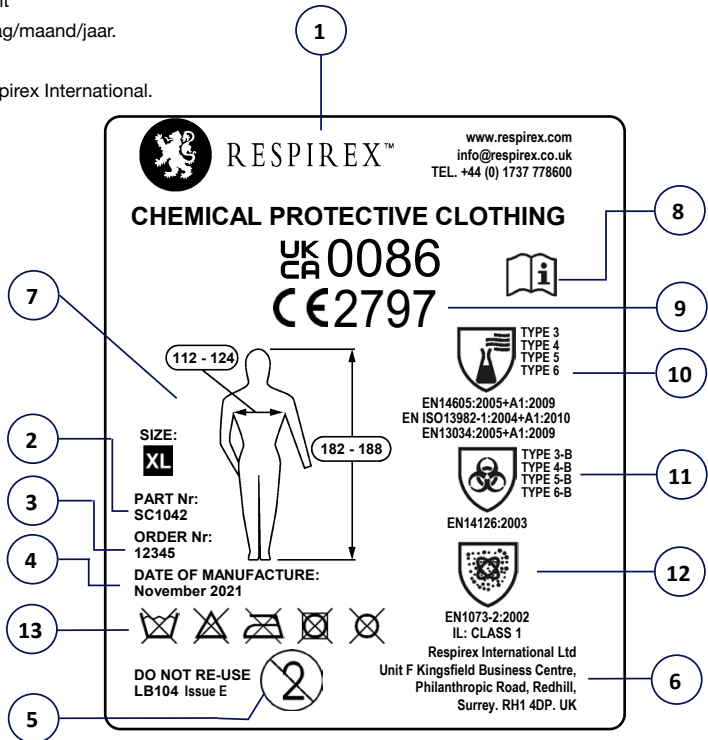 ag/maand/jaar.
pirex International.
1
RESPIREX™
www.respirex.com
info@respirex.co.uk
TEL. +44 (0) 1737 778600
CHEMICAL PROTECTIVE CLOTHING
UK CA 0086
CE 2797
8
9
7
112 - 124
182 - 188
SIZE:
XL
2
PART Nr:
SC1042
3
ORDER Nr:
12345
4
DATE OF MANUFACTURE:
November 2021
13
DO NOT RE-USE
LB104 Issue E
2
5
TYPE 3
TYPE 4
TYPE 5
TYPE 6
10
EN14605:2005+A1:2009
EN ISO13982-1:2004+A1:2010
EN13034:2005+A1:2009
TYPE 3-B
TYPE 4-B
TYPE 5-B
TYPE 6-B
11
EN14126:2003
12
EN1073-2:2002
IL: CLASS 1
Respirex International Ltd
Unit F Kingsfield Business Centre,
Philanthropic Road, Redhill,
Surrey. RH1 4DP. UK
6